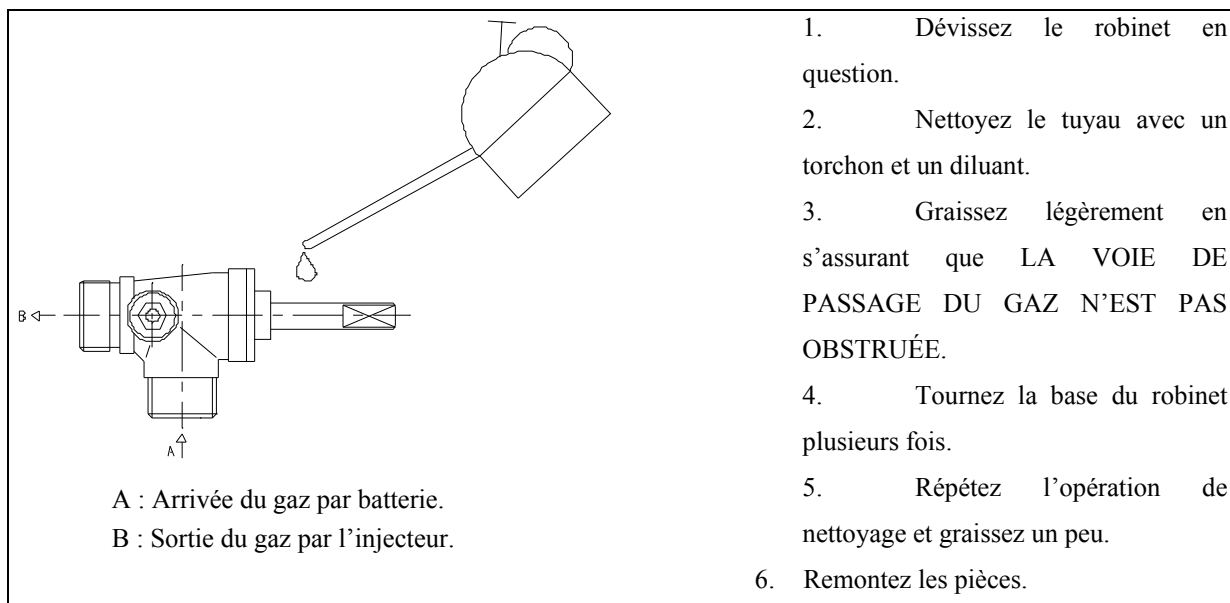 B
A
A : Arrivée du gaz par batterie.
B : Sortie du gaz par l’injecteur.
1. Dévissez le robinet en
question.
2. Nettoyez le tuyau avec un
torchon et un diluant.
3. Graissez légèrement en
s’assurant que LA VOIE DE
PASSAGE DU GAZ N’EST PAS
OBSTRUÉE.
4. Tournez la base du robinet
plusieurs fois.
5. Répétez l’opération de
nettoyage et graissez un peu.
6. Remontez les pièces.